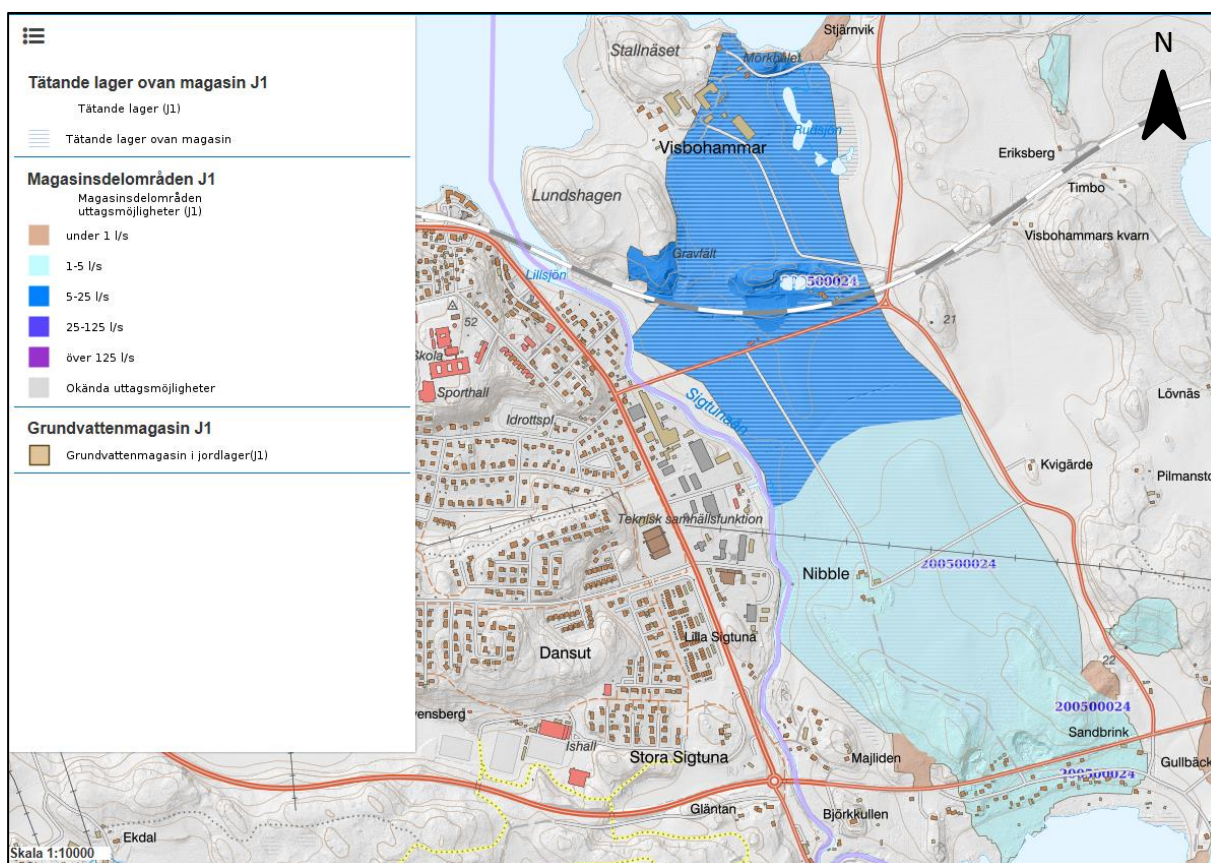 Tätande lager ovan magasin J1
Tätande lager (J1)
Tätande lager ovan magasin
Magasinsdelområden J1
Magasinsdelområden
uttagsmöjligheter (J1)
under 1 l/s
1-5 l/s
5-25 l/s
25-125 l/s
över 125 l/s
Okända uttagsmöjligheter
Grundvattenmagasin J1
Grundvattenmagasin i jordlager(J1)
Skala 1:10000
N
Stjärnvik
Stallnäset
Mörkhålet
Rudsjön
Visbohammar
Eriksberg
Timbo
Lundshagen
Visbohammars kvarn
Gravfält
Lillsjön
200500024
52
21
Skola
Sporthall
Lövnäs
Sigtunaån
Idrottspl.
Kvigärde
Pilmansto
Teknisk samhällsfunktion
Nibble
200500024
Lilla Sigtuna
Dansut
22
200500024
vensberg
Sandbrink
Ishall
Stora Sigtuna
Majliden
Gullbäck
200500024
Gläntan
Björkkullen
Ekdal